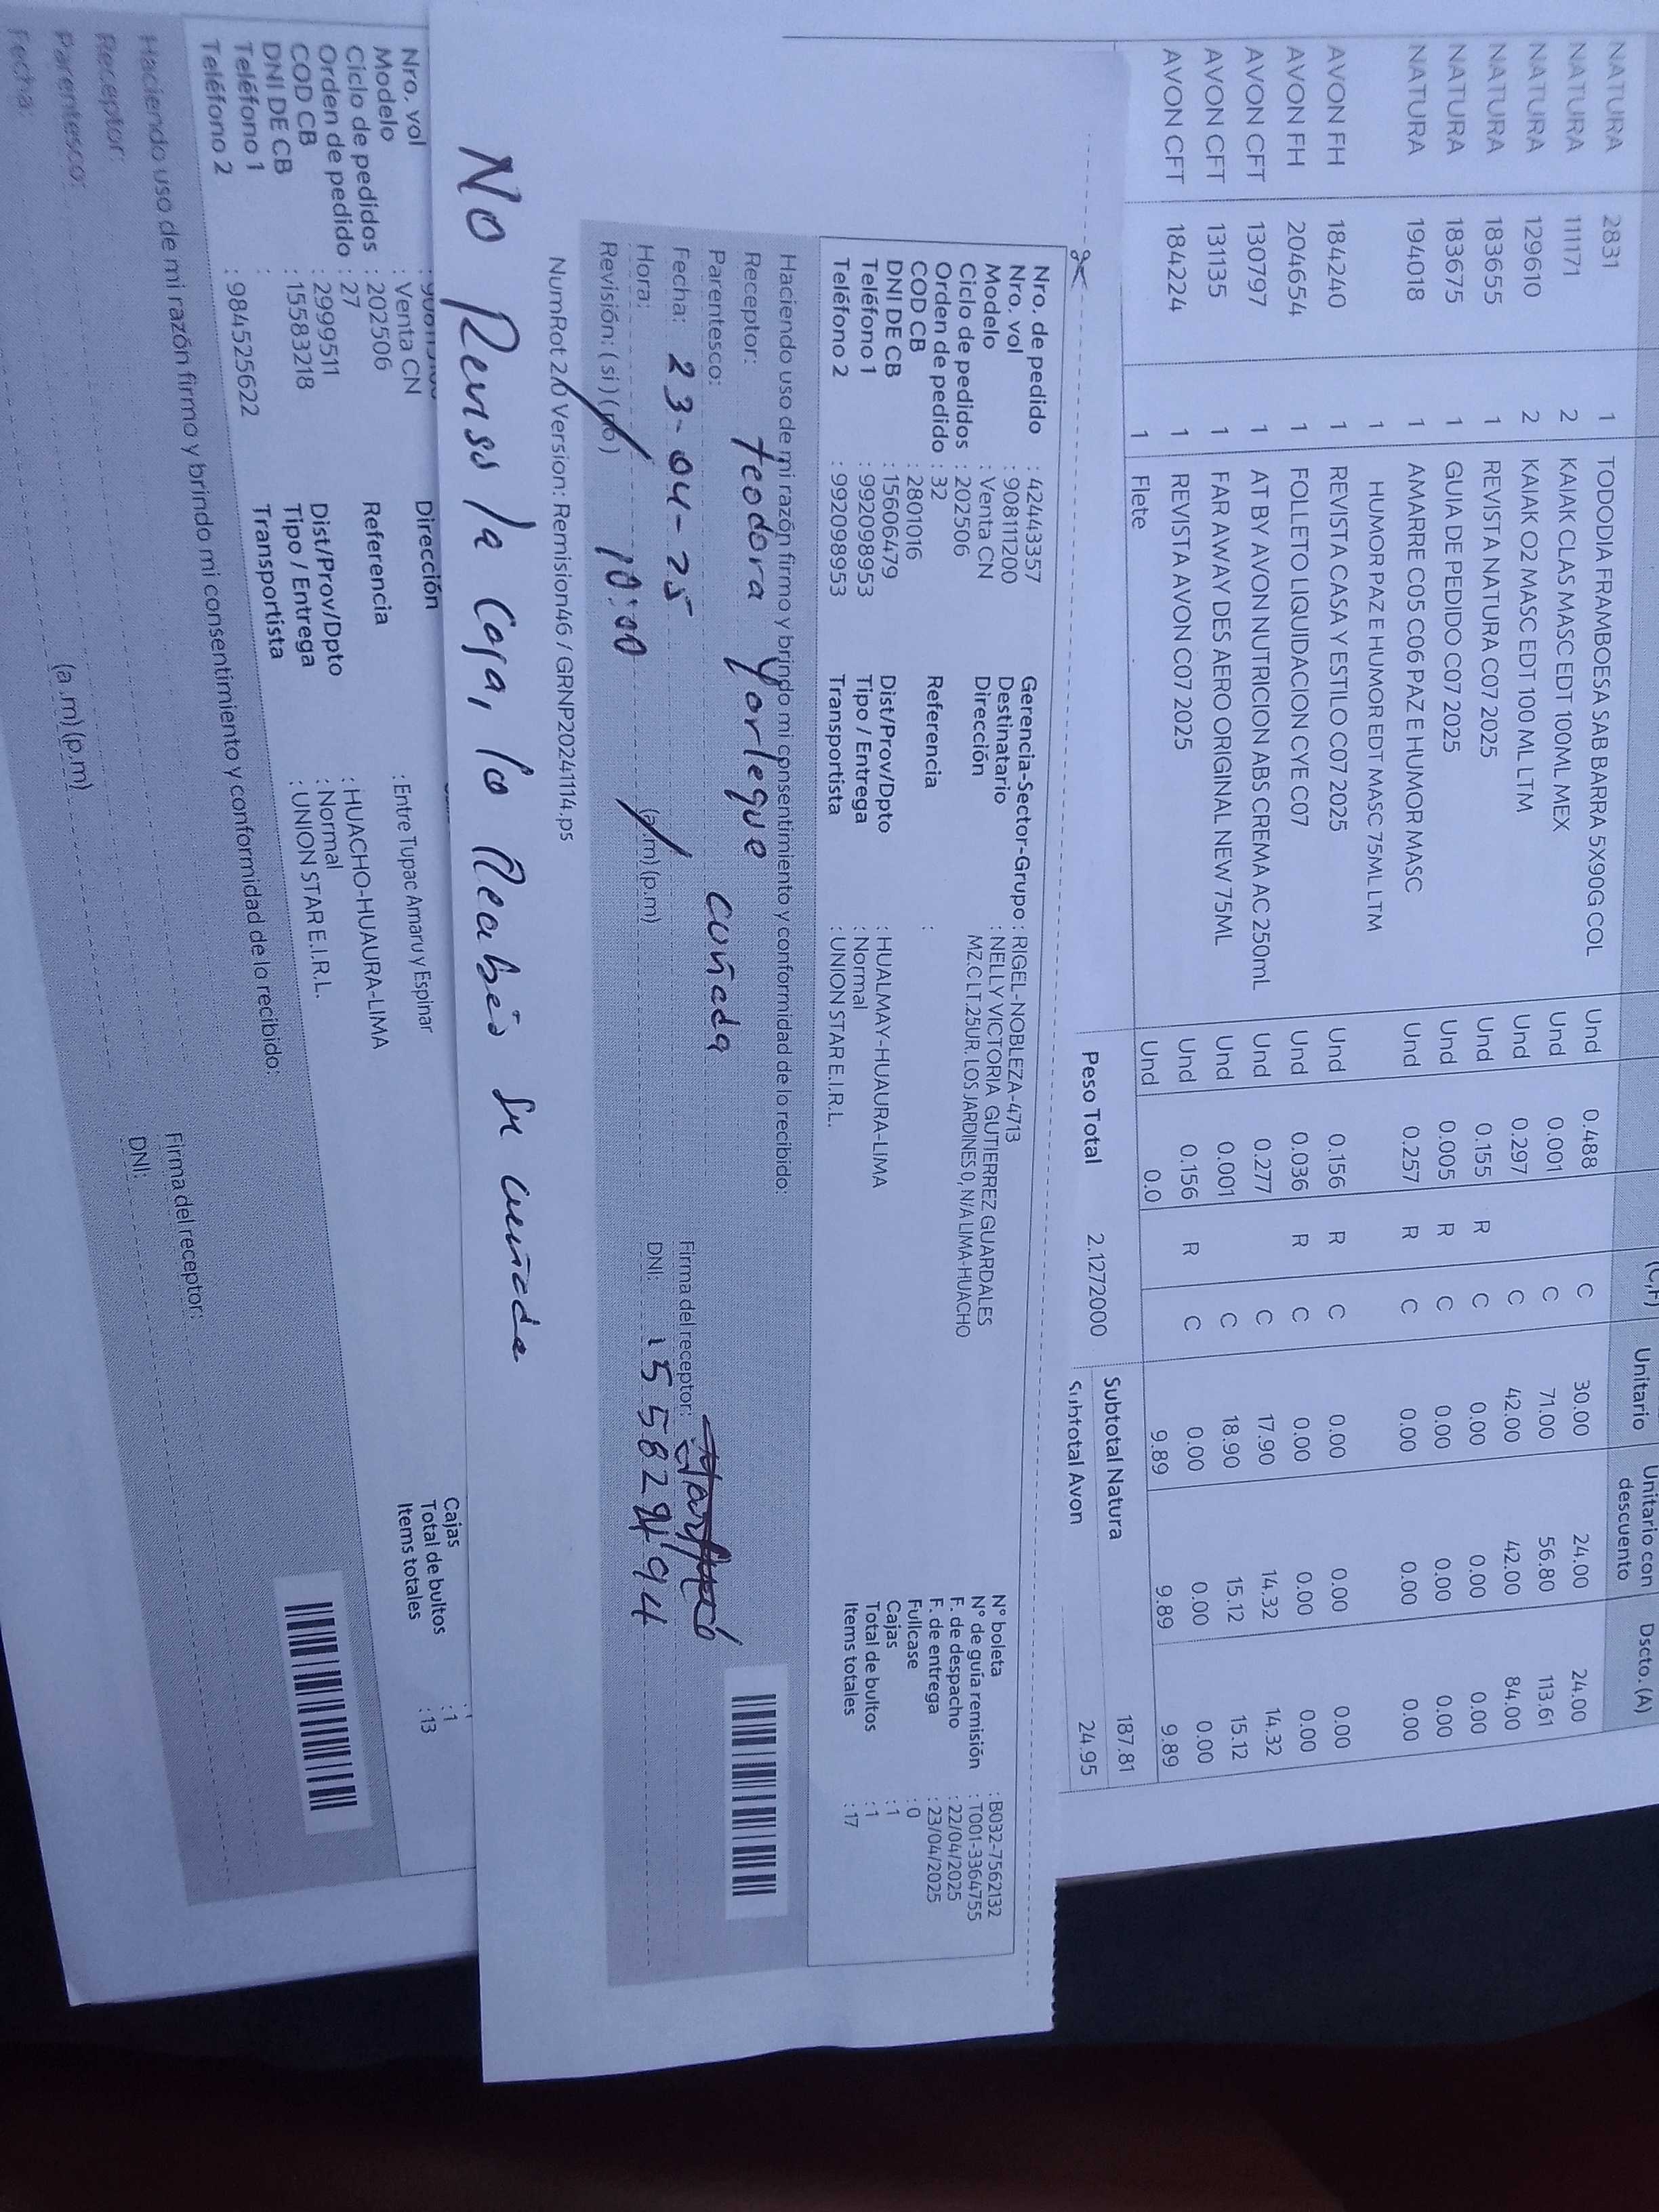 (C,F) Unitario Unitario con descuento Dscto. (A)
NATURA 2831 1 TODODIA FRAMBOESA SAB BARRA 5X90G COL Und 0.488 C 30.00 24.00 24.00
NATURA 111171 2 KAIAK CLAS MASC EDT 100ML MEX Und 0.001 C 71.00 56.80 113.61
NATURA 129610 2 KAIAK O2 MASC EDT 100 ML LTM Und 0.297 C 42.00 42.00 84.00
NATURA 183655 1 REVISTA NATURA C07 2025 Und 0.155 R C 0.00 0.00 0.00
NATURA 183675 1 GUIA DE PEDIDO C07 2025 Und 0.005 R C 0.00 0.00 0.00
NATURA 194018 1 AMARRE C05 C06 PAZ E HUMOR MASC Und 0.257 R C 0.00 0.00 0.00
1 HUMOR PAZ E HUMOR EDT MASC 75ML LTM
AVON FH 184240 1 REVISTA CASA Y ESTILO C07 2025 Und 0.156 R C 0.00 0.00 0.00
AVON FH 204654 1 FOLLETO LIQUIDACION CYE C07 Und 0.036 R C 0.00 0.00 0.00
AVON CFT 130797 1 AT BY AVON NUTRICION ABS CREMA AC 250mL Und 0.277 C 17.90 14.32 14.32
AVON CFT 131135 1 FAR AWAY DES AERO ORIGINAL NEW 75ML Und 0.001 C 18.90 15.12 15.12
AVON CFT 184224 1 REVISTA AVON C07 2025 Und 0.156 R C 0.00 0.00 0.00
1 Flete Und 0.0 9.89 9.89 9.89
Peso Total 2.1272000 Subtotal Natura 187.81
Subtotal Avon 24.95
Nro. de pedido : 424443357 Gerencia-Sector-Grupo : RIGEL-NOBLEZA-4713 N° boleta : B032-7562132
Nro. vol : 908111200 Destinatario : NELLY VICTORIA GUTIERREZ GUARDALES N° de guía remisión : T001-3364755
Modelo : Venta CN Dirección MZ.C LT.25UR. LOS JARDINES 0, N/A LIMA-HUACHO F. de despacho : 22/04/2025
Ciclo de pedidos : 202506 F. de entrega : 23/04/2025
Orden de pedido : 32 Referencia : Fullcase : 0
COD CB : 2801016 Cajas : 1
DNI DE CB : 15606479 Dist/Prov/Dpto : HUALMAY-HUAURA-LIMA Total de bultos : 1
Teléfono 1 : 992098953 Tipo / Entrega : Normal Items totales : 17
Teléfono 2 : 992098953 Transportista : UNION STAR E.I.R.L.
Haciendo uso de mi razón firmo y brindo mi consentimiento y conformidad de lo recibido:
Receptor: teodora Yorleque
Parentesco: cuñada
Fecha: 23-04-25 Firma del receptor:
Hora: 10:00 (a.m) (p.m) DNI:
Revisión: (si) (no)
NumRot 2.0 Version: Remision46 / GRNP20241114.ps
No Reviso la Caja, lo Recabio su cuñada
Nro. vol
Modelo : Venta CN Dirección : Entre Tupac Amaru y Espinar Cajas : 1
Ciclo de pedidos : 202506 Total de bultos : 1
Orden de pedido : 27 Referencia Items totales : 13
COD CB : 2999511
DNI DE CB : 15583218 Dist/Prov/Dpto : HUACHO-HUAURA-LIMA
Teléfono 1 : Tipo / Entrega : Normal
Teléfono 2 : 984525622 Transportista : UNION STAR E.I.R.L.
Haciendo uso de mi razón firmo y brindo mi consentimiento y conformidad de lo recibido:
Receptor: Firma del receptor:
Parentesco: DNI:
Fecha:
(a.m) (p.m)